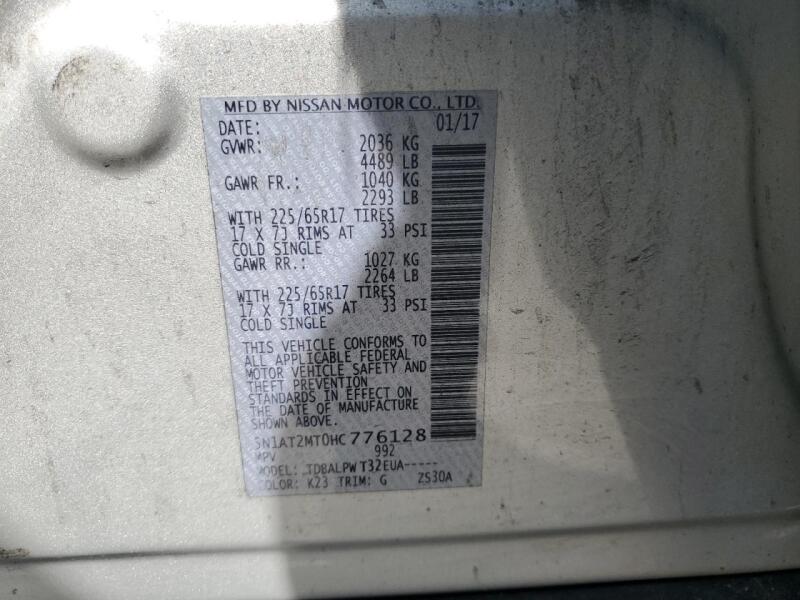 MFD BY NISSAN MOTOR CO., LTD.
DATE: 01/17
GVWR: 2036 KG
4489 LB
GAWR FR.: 1040 KG
2293 LB
WITH 225/65R17 TIRES
17 X 7J RIMS AT 33 PSI
COLD SINGLE
GAWR RR.: 1027 KG
2264 LB
WITH 225/65R17 TIRES
17 X 7J RIMS AT 33 PSI
COLD SINGLE
THIS VEHICLE CONFORMS TO
ALL APPLICABLE FEDERAL
MOTOR VEHICLE SAFETY AND
THEFT PREVENTION
STANDARDS IN EFFECT ON
THE DATE OF MANUFACTURE
SHOWN ABOVE.
5N1AT2MT0HC776128
MPV 992
MODEL: TDBALPW T32EUA-----
COLOR: K23 TRIM: G ZS30A